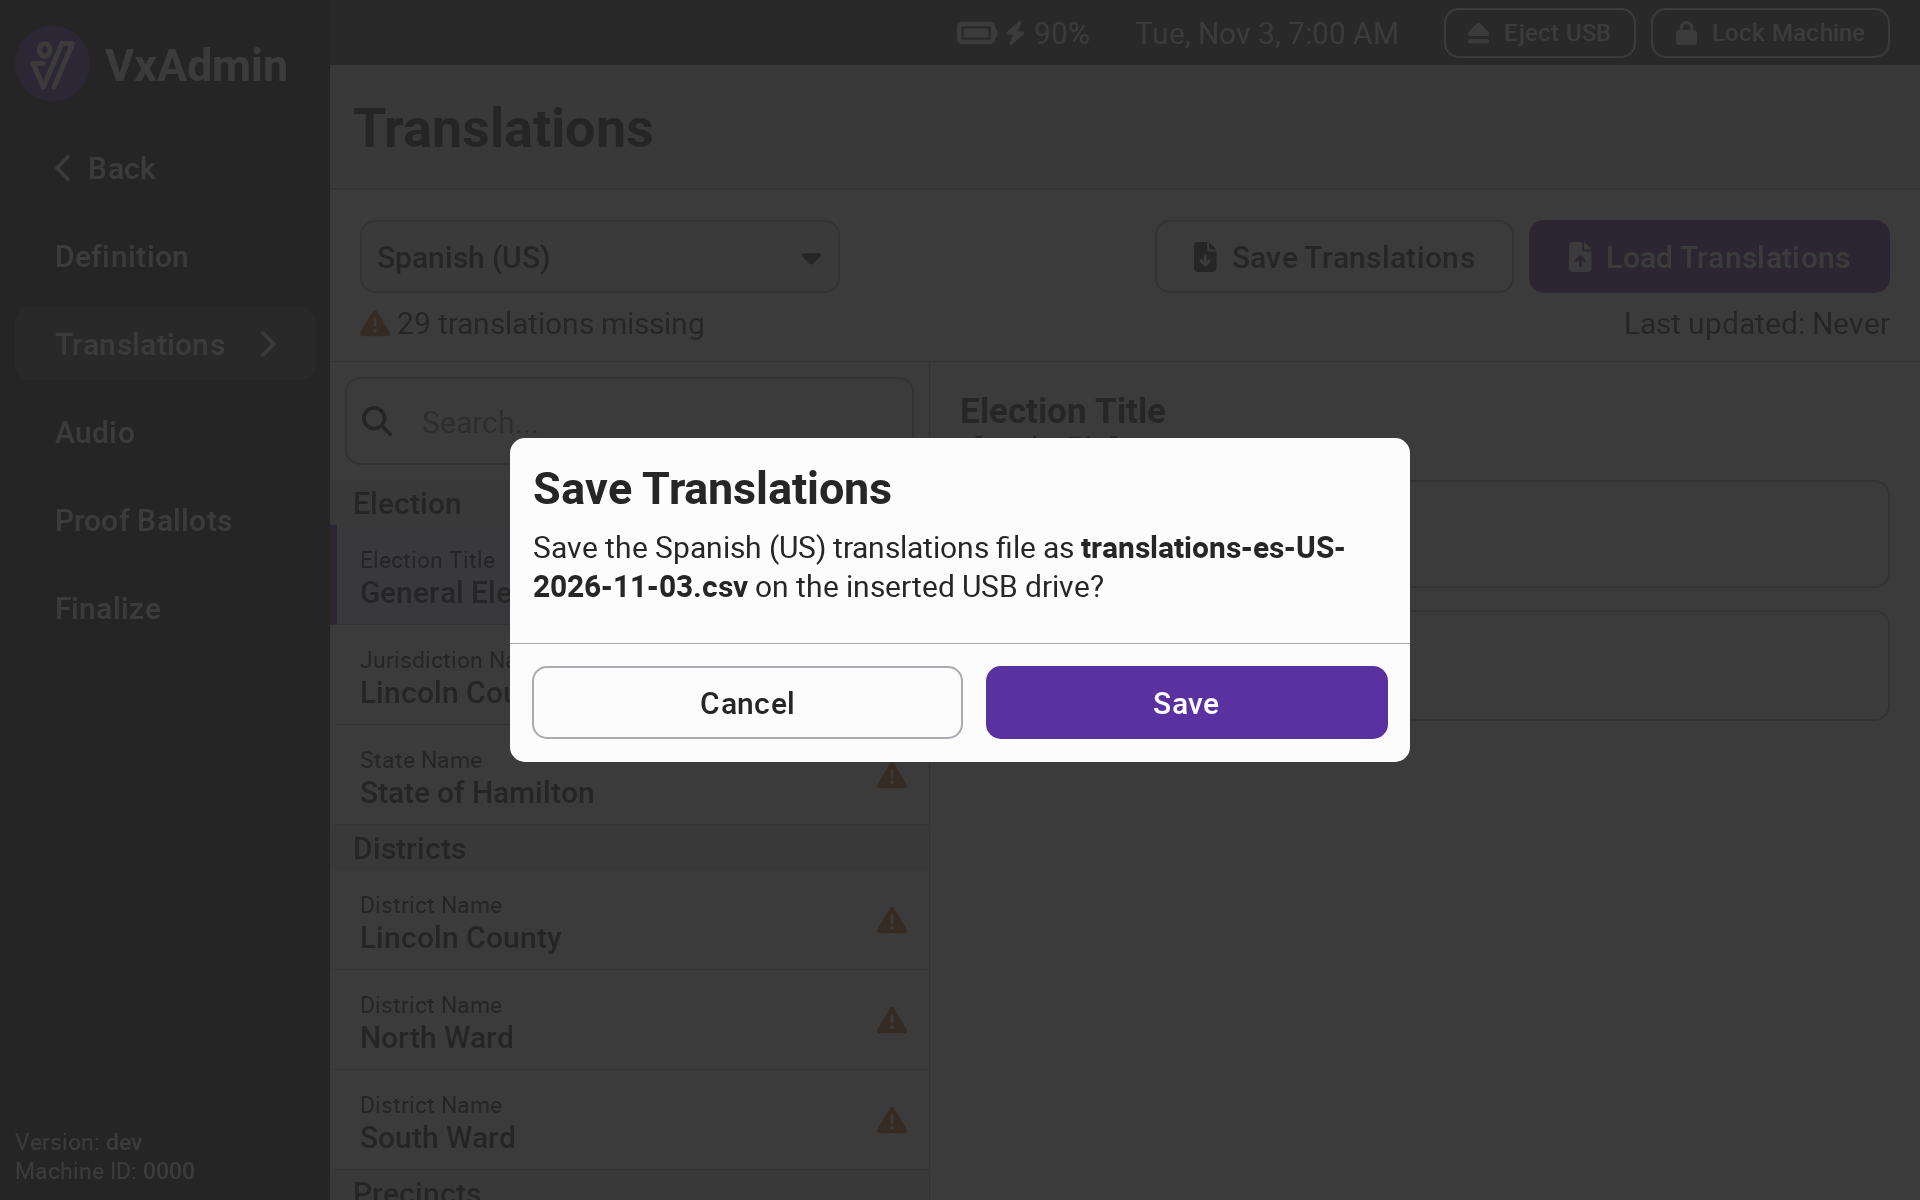 VxAdmin
90%
Tue, Nov 3, 7:00 AM
Eject USB
Lock Machine
Back
Definition
Translations
Audio
Proof Ballots
Finalize
Version: dev
Machine ID: 0000
Translations
Spanish (US)
Save Translations
Load Translations
29 translations missing
Last updated: Never
Search...
Election
Election Title
General Ele
Jurisdiction Na
Lincoln Cou
State Name
State of Hamilton
Districts
District Name
Lincoln County
District Name
North Ward
District Name
South Ward
Precincts
Election Title
Save Translations
Save the Spanish (US) translations file as translations-es-US-
2026-11-03.csv on the inserted USB drive?
Cancel
Save